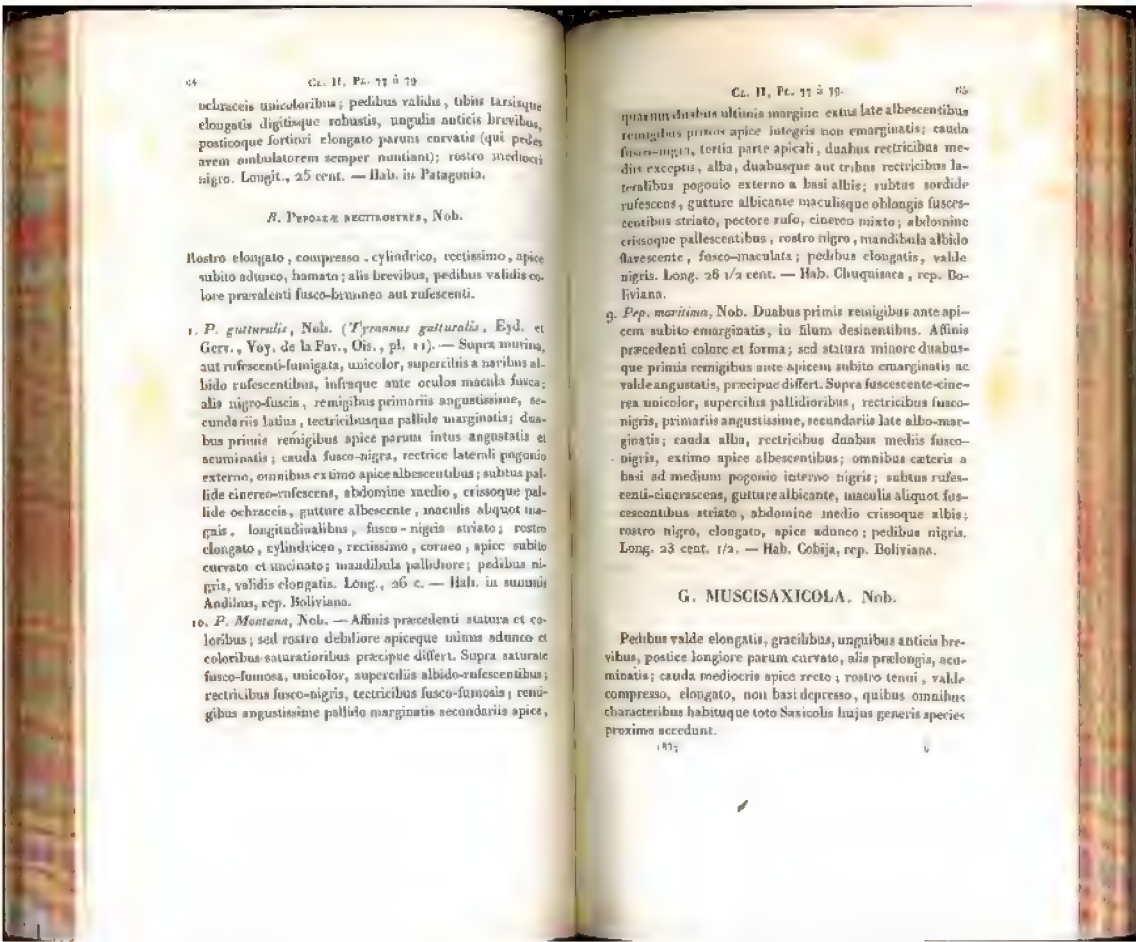 64
CL. II, PL. 77 à 79
ochraceis unicoloribus; pedibus validis, tibiis tarsisque
elongatis digitisque robustis, ungulis anticis brevibus,
posticoque fortiori elongato parum curvatis (qui pedes
avem ambulatorem semper nuntiant); rostro mediocri
nigro. Longit., 25 cent. — Hab. in Patagonia.
B. PEPOAZÆ RECTIROSTRES, Nob.
Rostro elongato, compresso, cylindrico, rectissimo, apice
subito adunco, hamato; alis brevibus, pedibus validis co-
lore prævalenti fusco-brunneo aut rufescenti.
1. P. gutturalis, Nob. (Tyrannus gutturalis, Eyd. et
Gerv., Voy. de la Fav., Ois., pl. 11). — Supra murina,
aut rufescenti-fumigata, unicolor, superciliis a naribus al-
bido rufescentibus, infraque ante oculos macula fusca;
alis nigro-fuscis, remigibus primariis angustissime, se-
cundariis latius, tectricibusque pallide marginatis; dua-
bus primis remigibus apice parum intus angustatis et
acuminatis; cauda fusco-nigra, rectrice laterali pogonio
externo, omnibus extimo apice albescentibus; subtus pal-
lide cinereo-rufescens, abdomine medio, crissoque pal-
lide ochraceis, gutture albescente, maculis aliquot ma-
gnis, longitudinalibus, fusco-nigris striato; rostro
elongato, cylindriceo, rectissimo, corneo, apice subito
curvato et uncinato; mandibula pallidiore; pedibus ni-
gris, validis elongatis. Long., 26 c. — Hab. in summis
Andibus, rep. Boliviana.
10. P. Montana, Nob. — Affinis præcedenti statura et co-
loribus; sed rostro debiliore apiceque minus adunco et
coloribus saturatioribus præcipue differt. Supra saturate
fusco-fumosa, unicolor, superciliis albido-rufescentibus;
rectricibus fusco-nigris, tectricibus fusco-fumosis; remi-
gibus angustissime pallido marginatis secondariis apice,
CL. II, PL. 77 à 79.
65
duabus ultimis margine extus late albescentibus
remigibus primis apice integris non emarginatis; cauda
fusco-nigra, tertia parte apicali, duabus rectricibus me-
diis exceptis, alba, duabusque aut tribus rectricibus la-
teralibus pogonio externo a basi albis; subtus sordide
rufescens, gutture albicante maculisque oblongis fusces-
centibus striato, pectore rufo, cinereo mixto; abdomine
crissoque pallescentibus, rostro nigro, mandibula albido
flavescente, fusco-maculata; pedibus elongatis, valde
nigris. Long. 26 1/2 cent. — Hab. Chuquisaca, rep. Bo-
liviana.
9. Pep. maritima, Nob. Duabus primis remigibus ante api-
cem subito emarginatis, in filum desinentibus. Affinis
præcedenti colore et forma; sed statura minore duabus-
que primis remigibus ante apicem subito emarginatis ac
valde angustatis, præcipue differt. Supra fuscescente-cine-
rea unicolor, superciliis pallidioribus, rectricibus fusco-
nigris, primariis angustissime, secundariis late albo-mar-
ginatis; cauda alba, rectricibus duabus mediis fusco-
nigris, extimo apice albescentibus; omnibus cæteris a
basi ad medium pogonio interno nigris; subtus rufes-
centi-cinerascens, gutture albicante, maculis aliquot fus-
cescentibus striato, abdomine medio crissoque albis;
rostro nigro, elongato, apice adunco; pedibus nigris.
Long. 23 cent. 1/2. — Hab. Cobija, rep. Boliviana.
G. MUSCISAXICOLA. Nob.
Pedibus valde elongatis, gracilibus, unguibus anticis bre-
vibus, postice longiore parum curvato, alis prælongis, acu-
minatis; cauda mediocris apice recto; rostro tenui, valde
compresso, elongato, non basi depresso, quibus omnibus
characteribus habituque toto Saxicolis hujus generis species
proxime accedunt.
1837
6